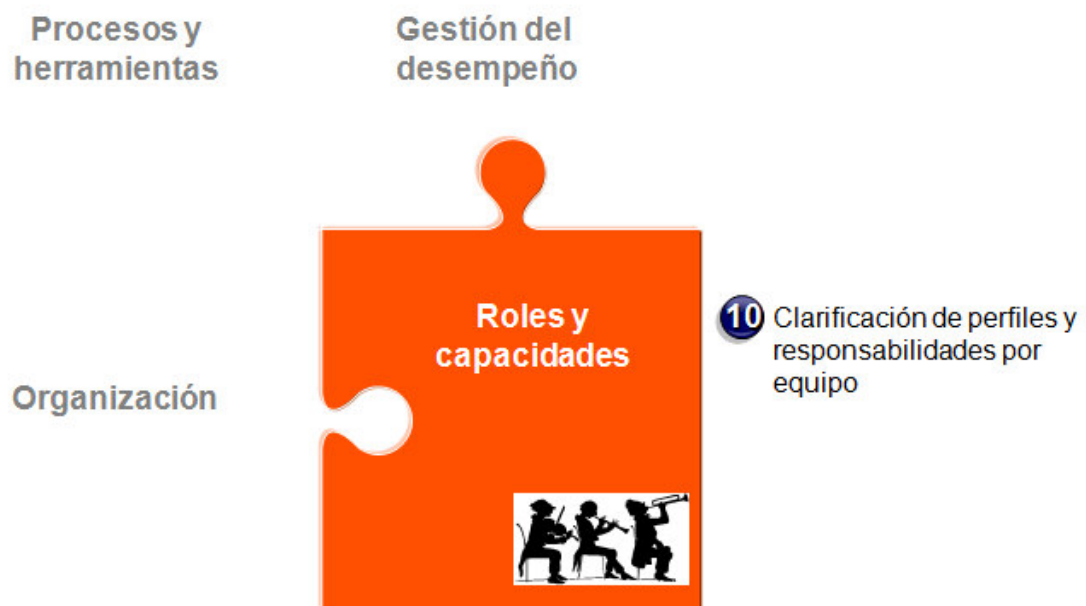 Procesos y
herramientas
Gestión del
desempeño
Roles y
capacidades
10 Clarificación de perfiles y
responsabilidades por
equipo
Organización